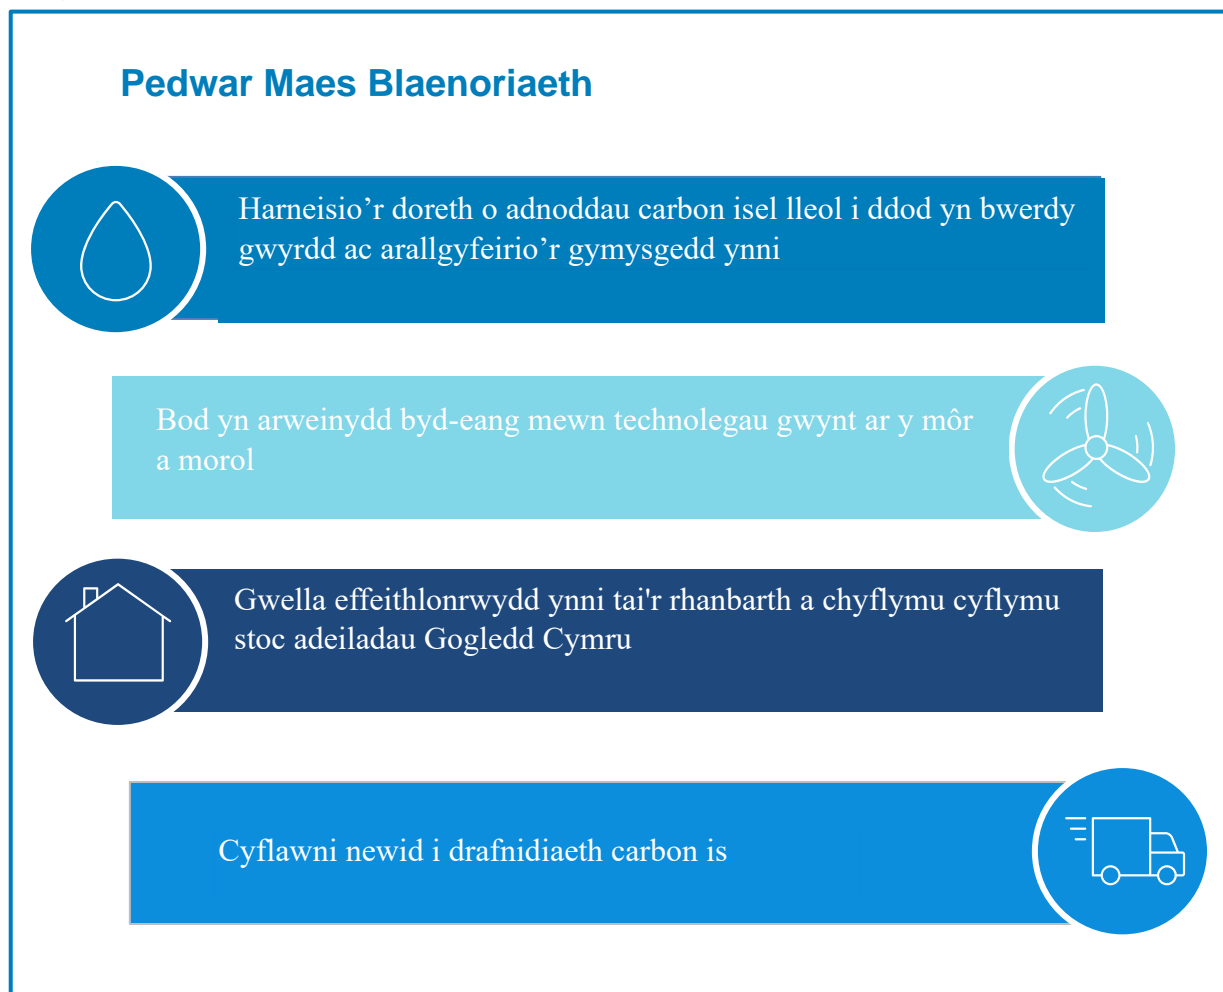 Pedwar Maes Blaenoriaeth
Harneisio’r doreth o adnoddau carbon isel lleol i ddod yn bwerdy
gwyrdd ac arallgyfeirio’r gymysgedd ynni
Bod yn arweinydd byd-eang mewn technolegau gwynt ar y môr
a morol
Gwella effeithlonrwydd ynni tai'r rhanbarth a chyflymu cyflymu
stoc adeiladau Gogledd Cymru
Cyflawni newid i drafnidiaeth carbon is